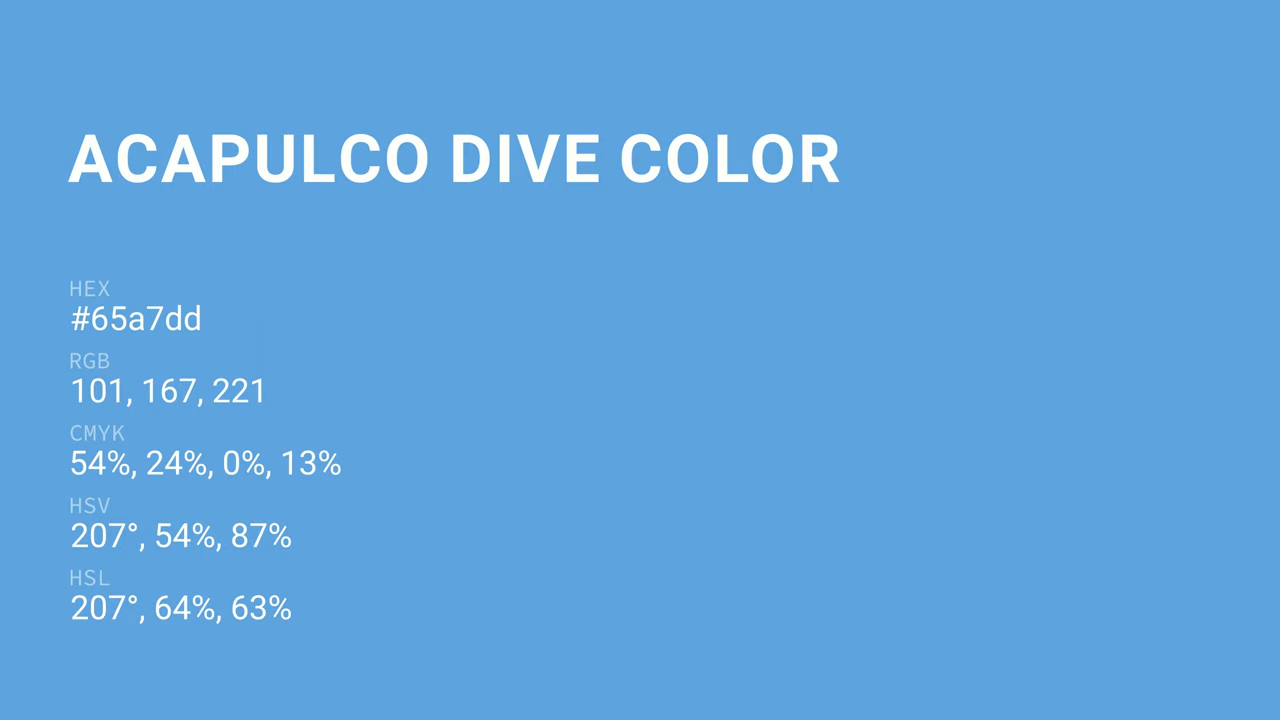 ACAPULCO DIVE COLOR
HEX
#65a7dd
RGB
101, 167, 221
CMYK
54%, 24%, 0%, 13%
HSV
207°, 54%, 87%
HSL
207°, 64%, 63%